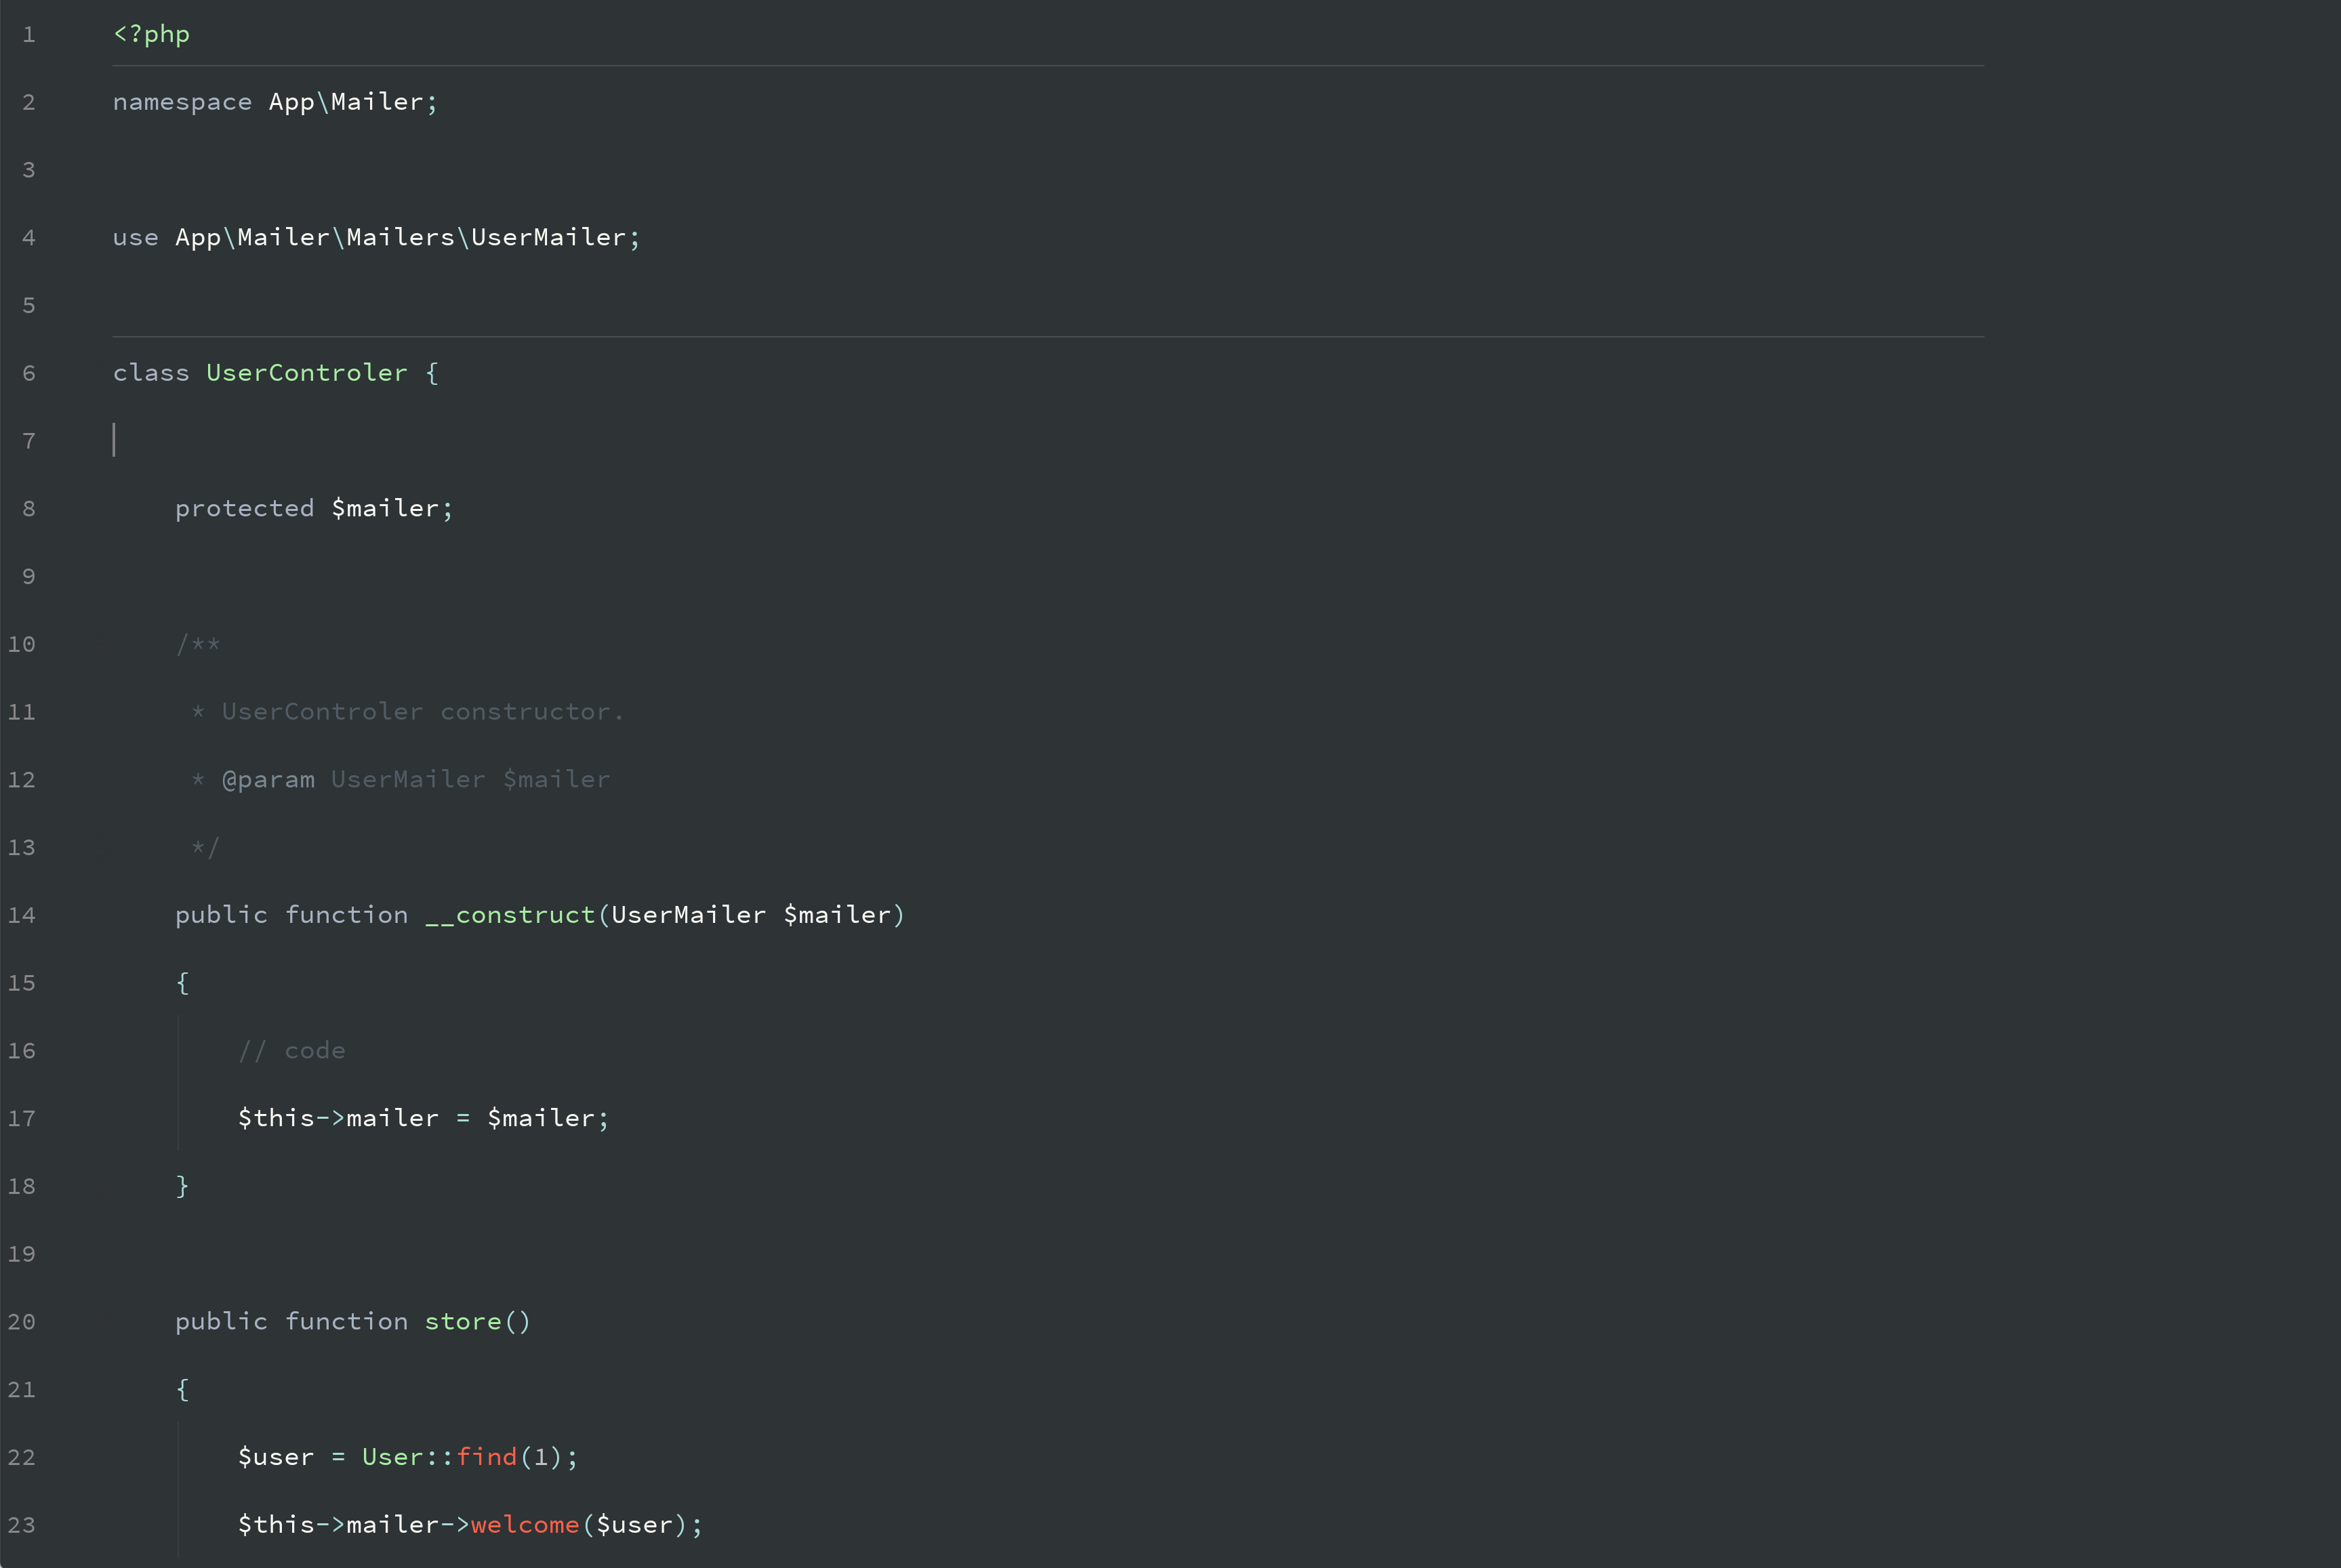 1 <?php
2 namespace App\Mailer;
3
4 use App\Mailer\Mailers\UserMailer;
5
6 class UserControler {
7
8 protected $mailer;
9
10 /**
11 * UserControler constructor.
12 * @param UserMailer $mailer
13 */
14 public function __construct(UserMailer $mailer)
15 {
16 // code
17 $this->mailer = $mailer;
18 }
19
20 public function store()
21 {
22 $user = User::find(1);
23 $this->mailer->welcome($user);